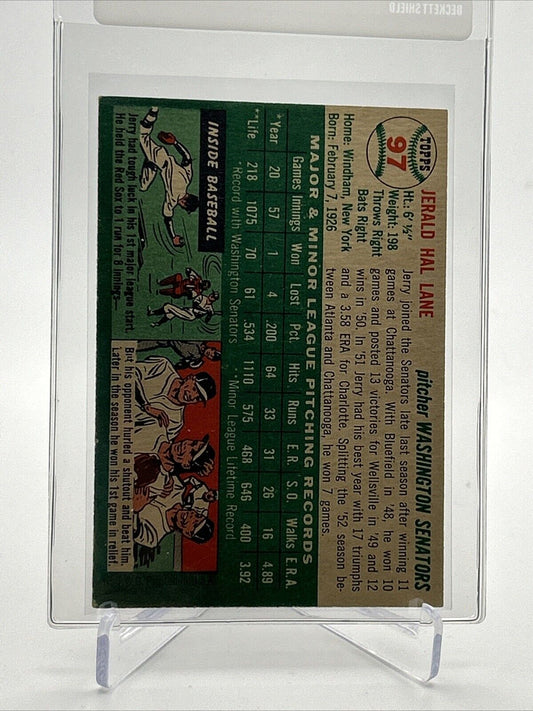 BECKETT SHIELD
TOPPS
97
JERALD HAL LANE
pitcher WASHINGTON SENATORS
Ht.: 6' ½"
Weight: 198
Throws Right
Bats Right
Home: Windham, New York
Born: February 7, 1926
Jerry joined the Senators late last season after winning 11
games at Chattanooga. With Bluefield in '48, he won 10
games and posted 13 victories for Wellsville in '49 and 12
wins in '50. In '51 Jerry had his best year with 17 triumphs
and a 3.58 ERA for Charlotte. Splitting the '52 season be-
tween Atlanta and Chattanooga, he won 7 games.
MAJOR & MINOR LEAGUE PITCHING RECORDS
Games Innings Won Lost Pct. Hits Runs E.R. S.O. Walks E.R.A.
*Year 20 57 1 4 .200 64 33 31 26 16 4.89
**Life 218 1075 70 61 .534 1110 575 468 646 400 3.92
*Record with Washington Senators **Minor League Lifetime Record
INSIDE BASEBALL
Jerry had tough luck in his 1st major league start.
He held the Red Sox to 1 run for 8 innings—
But his opponent hurled a shutout and beat him.
Later in the season he won his 1st game in relief.